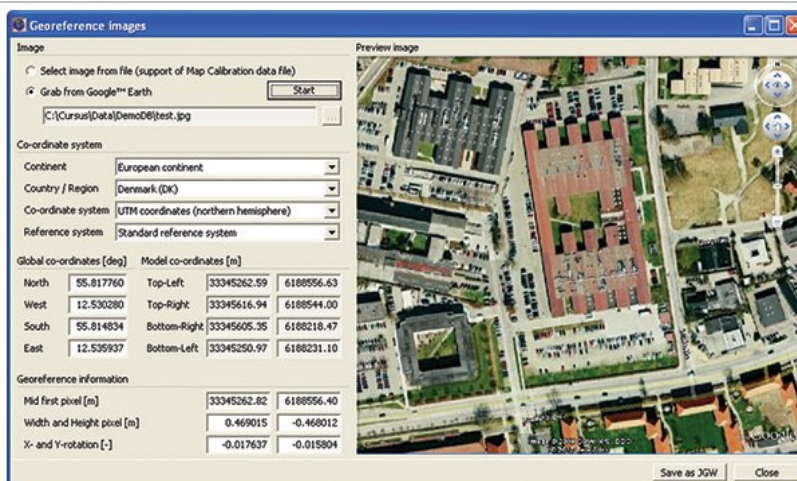 Georeference images
Image
Select image from file (support of Map Calibration data file)
Grab from Google™ Earth
Start
C:\Cursus\Data\DemoDB\test.jpg
...
Co-ordinate system
Continent European continent
Country / Region Denmark (DK)
Co-ordinate system UTM coordinates (northern hemisphere)
Reference system Standard reference system
Global co-ordinates [deg] Model co-ordinates [m]
North 55.817760 Top-Left 33345262.59 6188556.63
West 12.530280 Top-Right 33345616.94 6188544.00
South 55.814834 Bottom-Right 33345605.35 6188218.47
East 12.535937 Bottom-Left 33345250.97 6188231.10
Georeference information
Mid first pixel [m] 33345262.82 6188556.40
Width and Height pixel [m] 0.469015 -0.468012
X- and Y-rotation [-] -0.017637 -0.015804
Preview image
N
Google
Save as JGW
Close